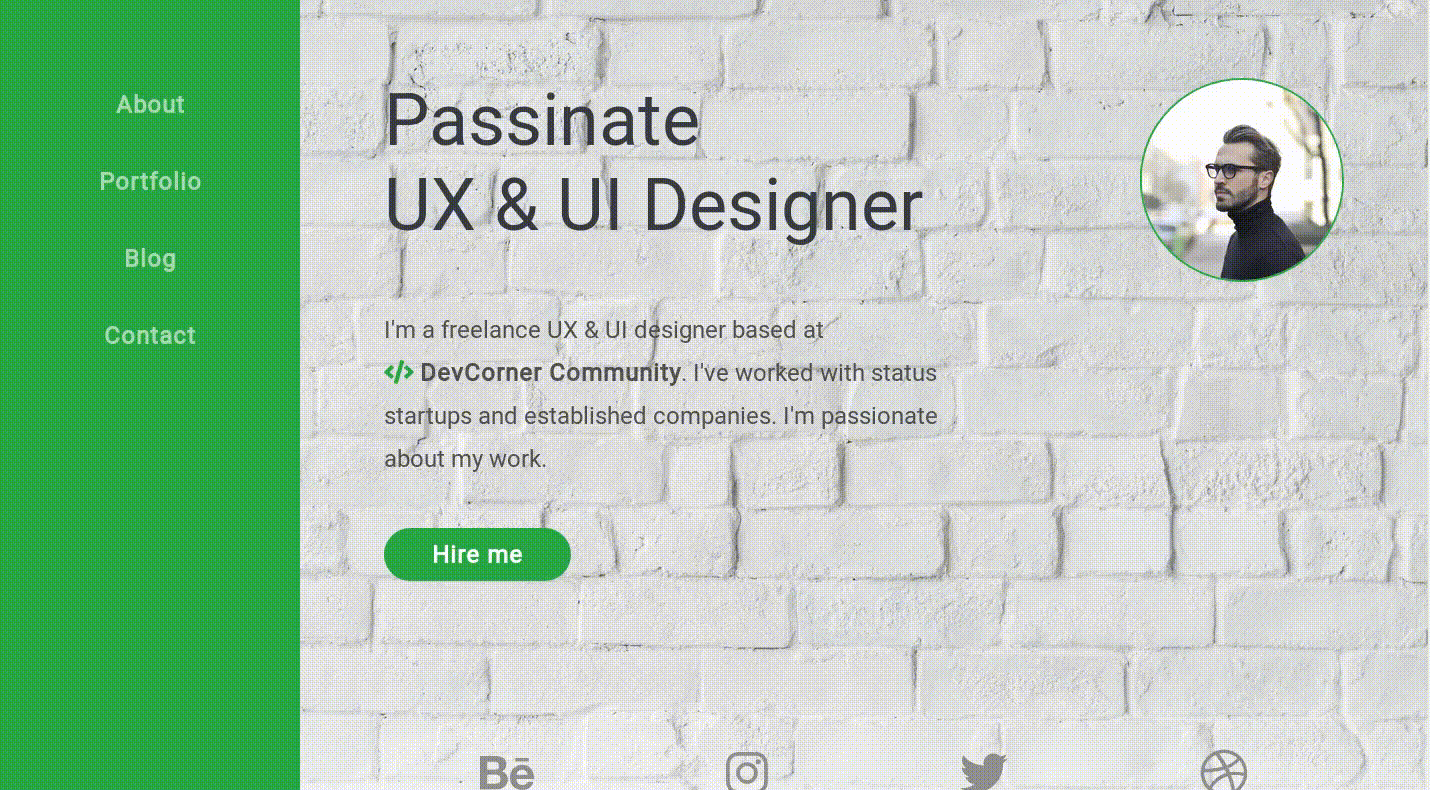 About
Portfolio
Blog
Contact
Passinate
UX & UI Designer
I'm a freelance UX & UI designer based at
</> DevCorner Community. I've worked with status
startups and established companies. I'm passionate
about my work.
Hire me
Bē